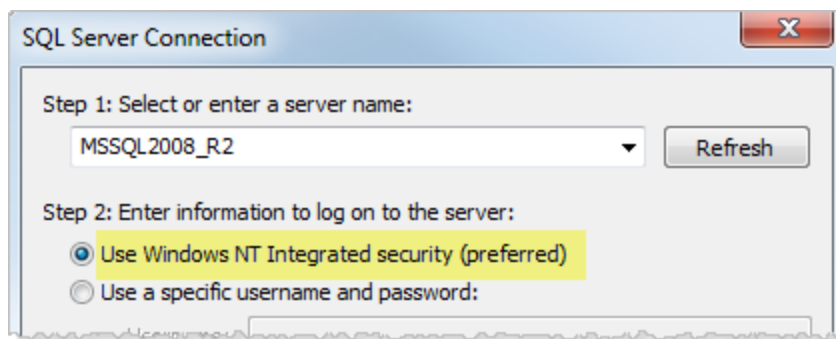 SQL Server Connection
Step 1: Select or enter a server name:
MSSQL2008_R2
Refresh
Step 2: Enter information to log on to the server:
Use Windows NT Integrated security (preferred)
Use a specific username and password: